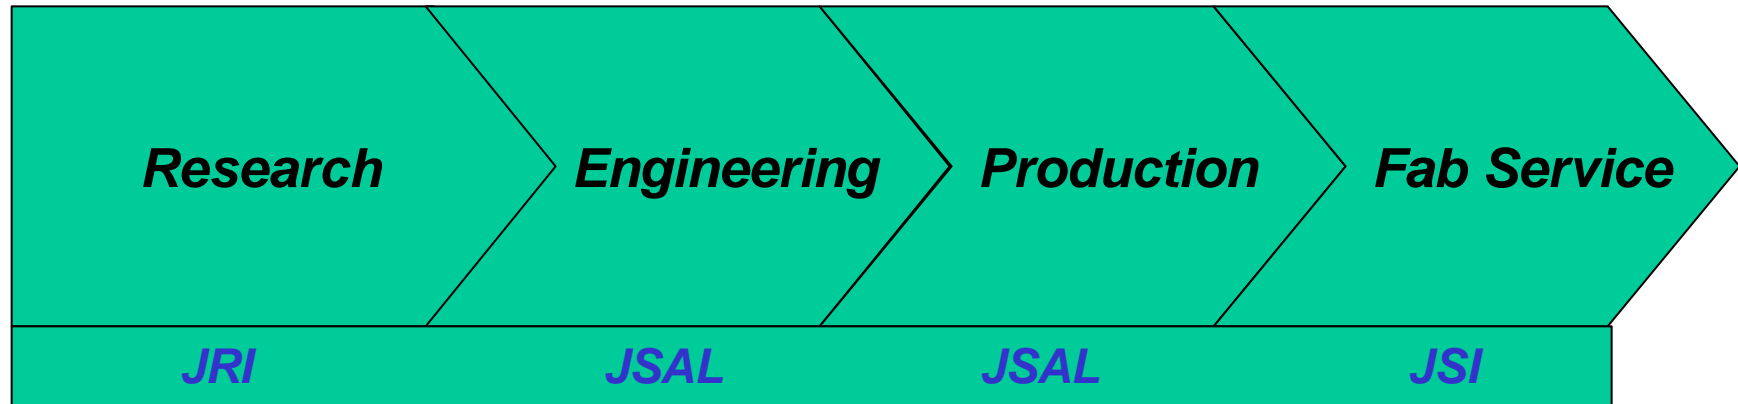 Research Engineering Production Fab Service
JRI JSAL JSAL JSI